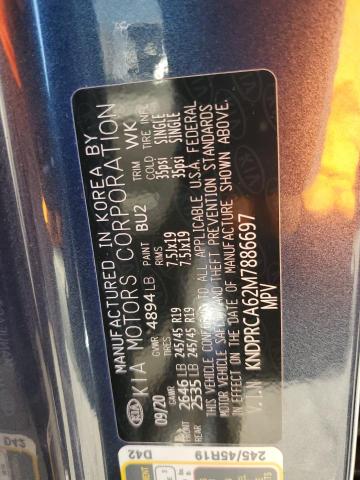 MANUFACTURED IN KOREA BY
KIA MOTORS CORPORATION
09/20 GVWR 4894 LB PAINT BU2 TRIM WK
GAWR TIRES RIMS COLD TIRE INFL
FRONT 2646 LB 245/45 R19 7.5Jx19 35psi SINGLE
REAR 2535 LB 245/45 R19 7.5Jx19 35psi SINGLE
THIS VEHICLE CONFORMS TO ALL APPLICABLE U.S.A. FEDERAL
MOTOR VEHICLE SAFETY AND THEFT PREVENTION STANDARDS
IN EFFECT ON THE DATE OF MANUFACTURE SHOWN ABOVE.
V.I.N: KNDPRCA62M7886697
MPV
KIA
D42
D42
245/45R19